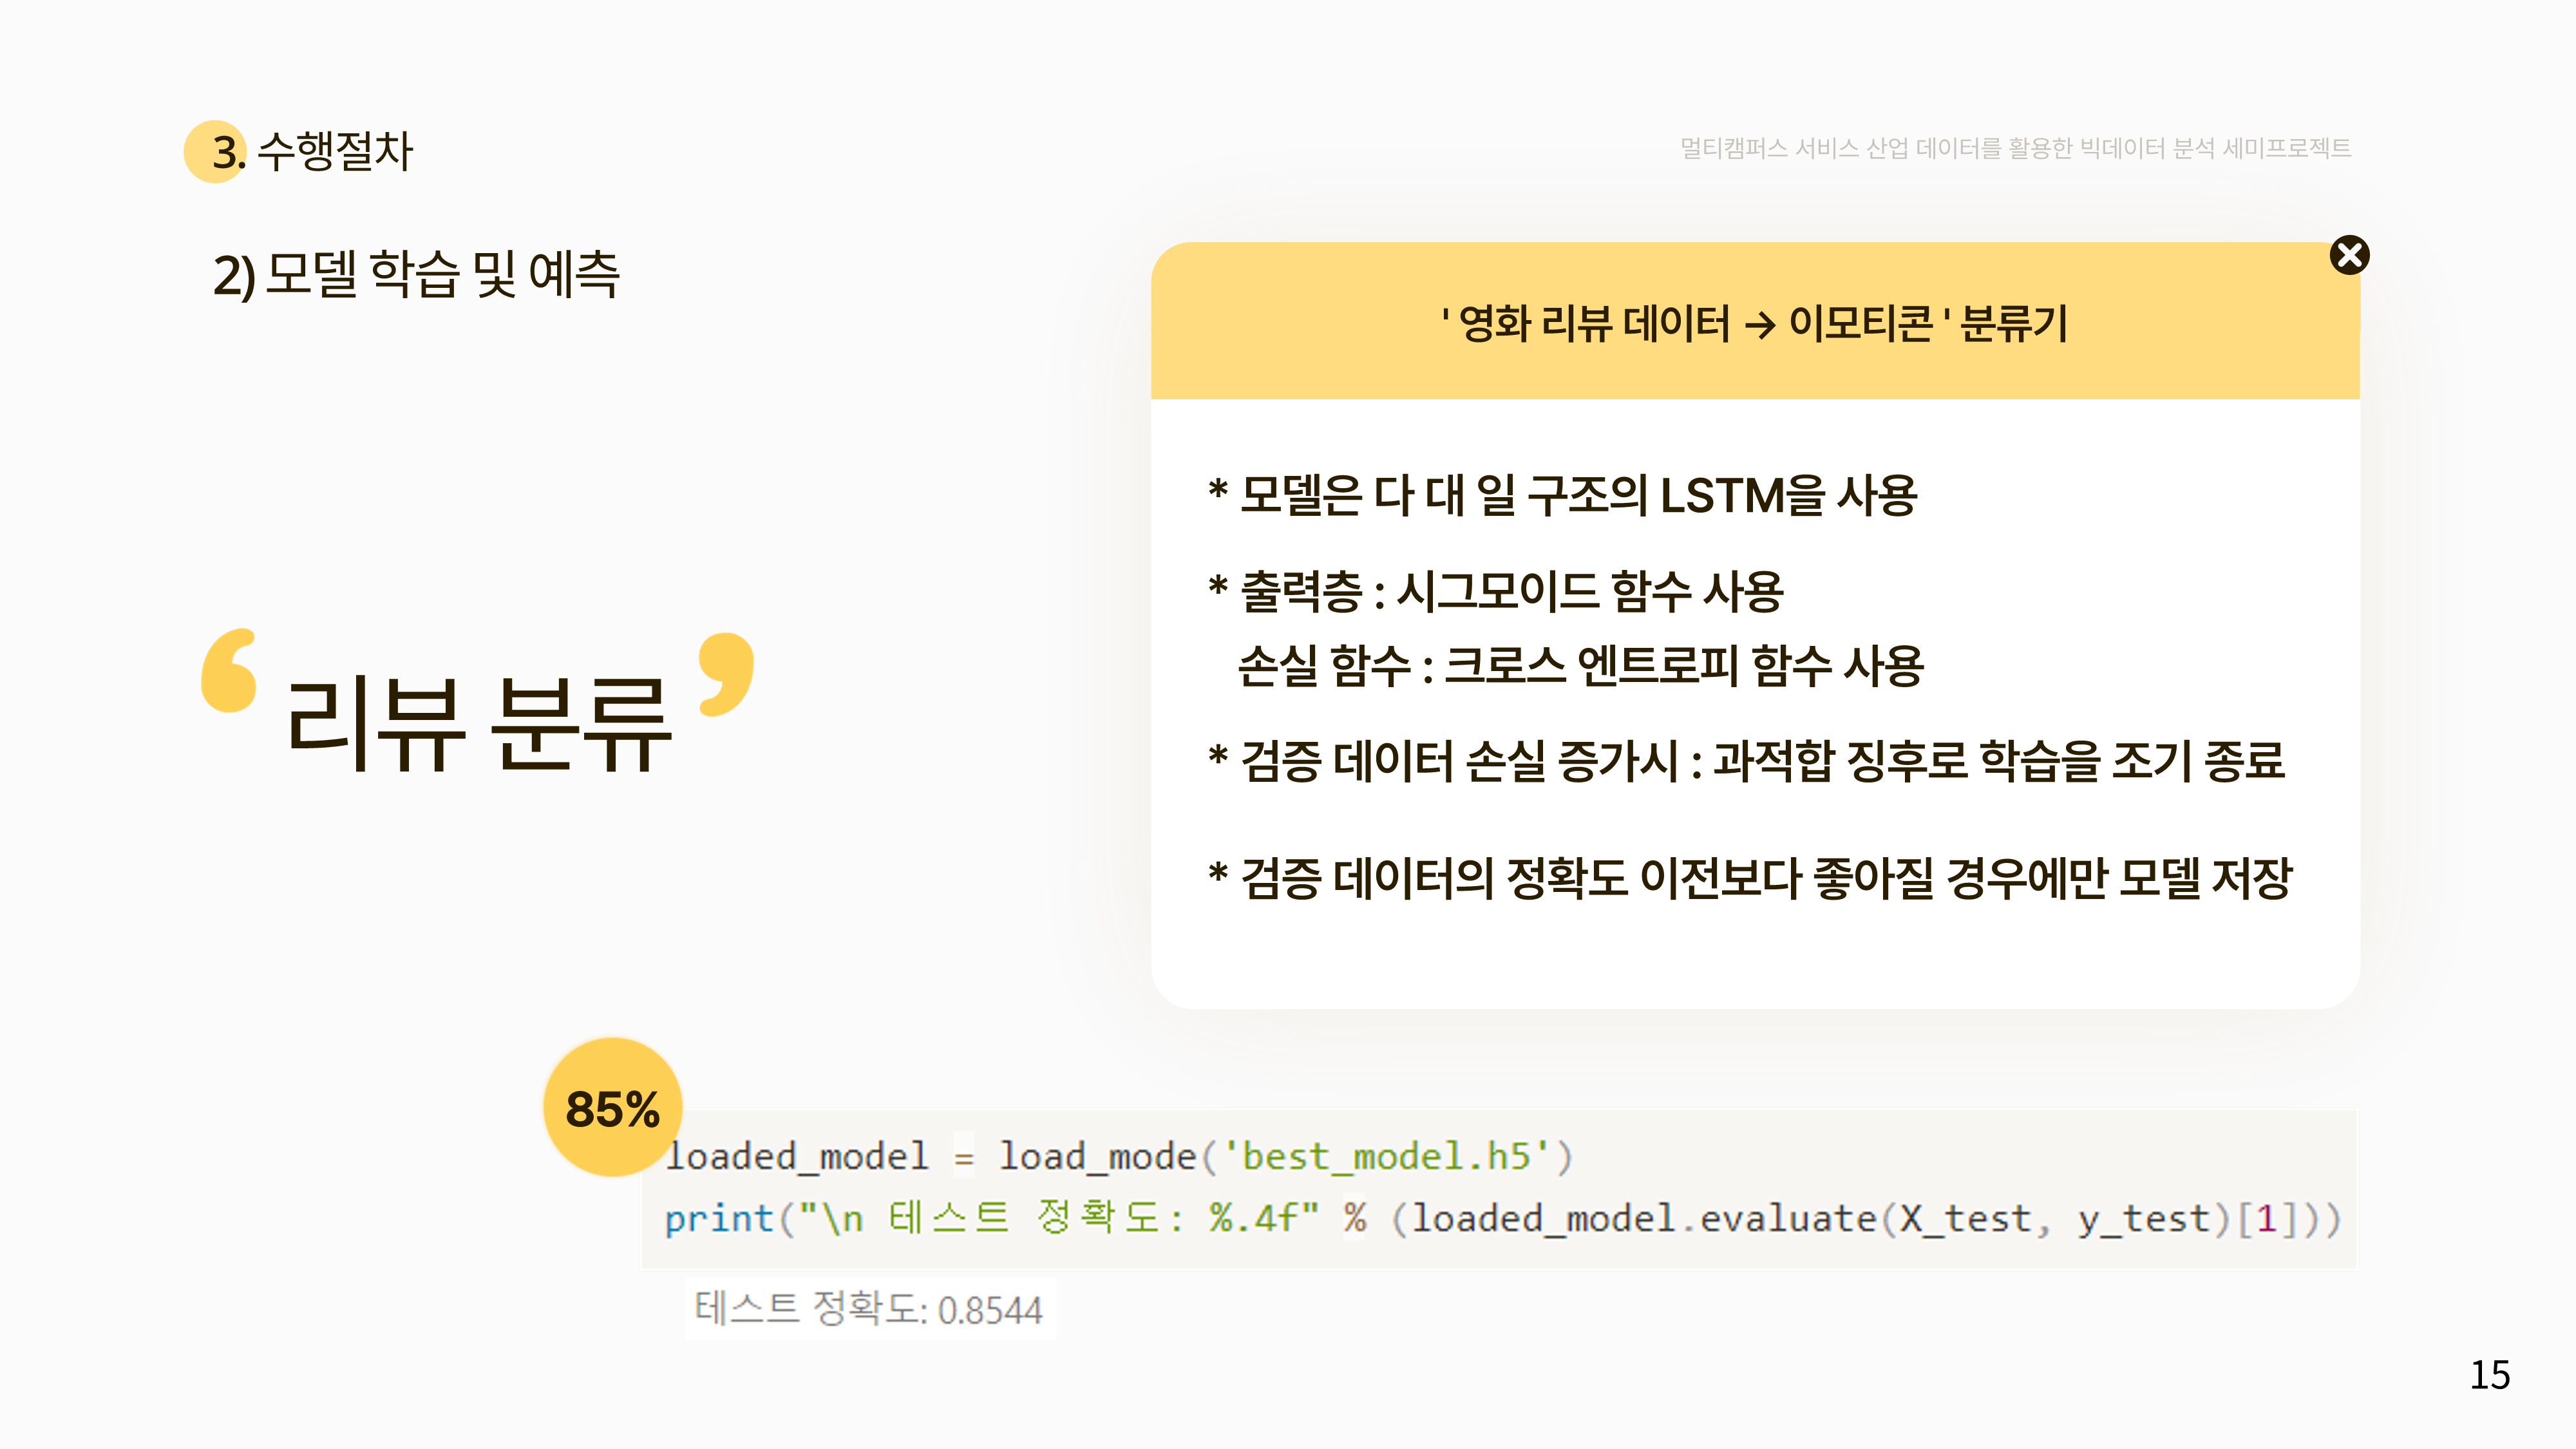 3. 수행절차
멀티캠퍼스 서비스 산업 데이터를 활용한 빅데이터 분석 세미프로젝트
2) 모델 학습 및 예측
‘ 리뷰 분류 ’
' 영화 리뷰 데이터 → 이모티콘 ' 분류기
* 모델은 다 대 일 구조의 LSTM을 사용
* 출력층 : 시그모이드 함수 사용
손실 함수 : 크로스 엔트로피 함수 사용
* 검증 데이터 손실 증가시 : 과적합 징후로 학습을 조기 종료
* 검증 데이터의 정확도 이전보다 좋아질 경우에만 모델 저장
85%
loaded_model = load_mode('best_model.h5')
print("\n 테스트 정확도: %.4f" % (loaded_model.evaluate(X_test, y_test)[1]))
테스트 정확도: 0.8544
15